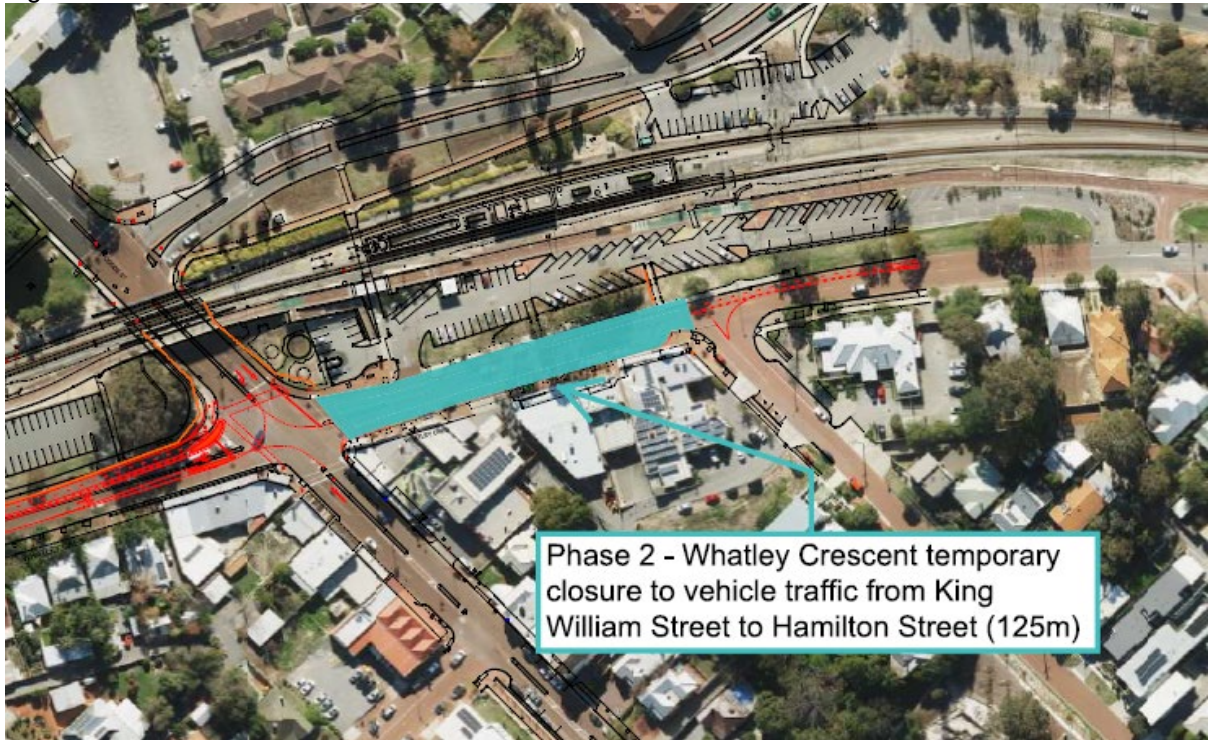 Phase 2 - Whatley Crescent temporary
closure to vehicle traffic from King
William Street to Hamilton Street (125m)